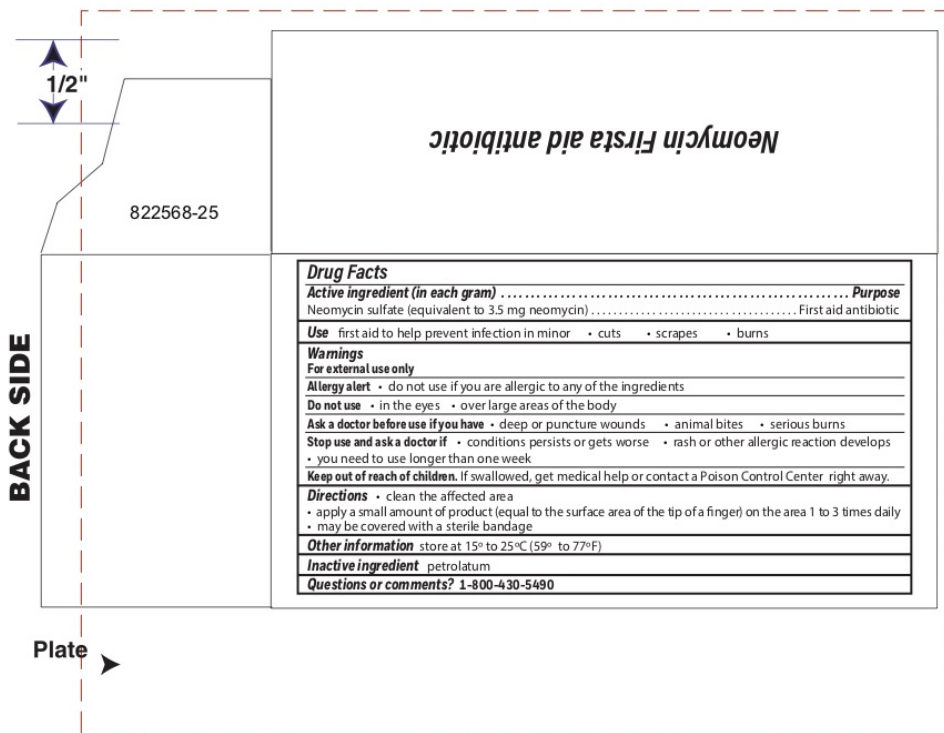 1/2"
Neomycin Firsta aid antibiotic
822568-25
BACK SIDE
Drug Facts
Active ingredient (in each gram) ............................................................ Purpose
Neomycin sulfate (equivalent to 3.5 mg neomycin) ...................................... First aid antibiotic
Use first aid to help prevent infection in minor • cuts • scrapes • burns
Warnings
For external use only
Allergy alert • do not use if you are allergic to any of the ingredients
Do not use • in the eyes • over large areas of the body
Ask a doctor before use if you have • deep or puncture wounds • animal bites • serious burns
Stop use and ask a doctor if • conditions persists or gets worse • rash or other allergic reaction develops
• you need to use longer than one week
Keep out of reach of children. If swallowed, get medical help or contact a Poison Control Center right away.
Directions • clean the affected area
• apply a small amount of product (equal to the surface area of the tip of a finger) on the area 1 to 3 times daily
• may be covered with a sterile bandage
Other information store at 15º to 25ºC (59º to 77ºF)
Inactive ingredient petrolatum
Questions or comments? 1-800-430-5490
Plate